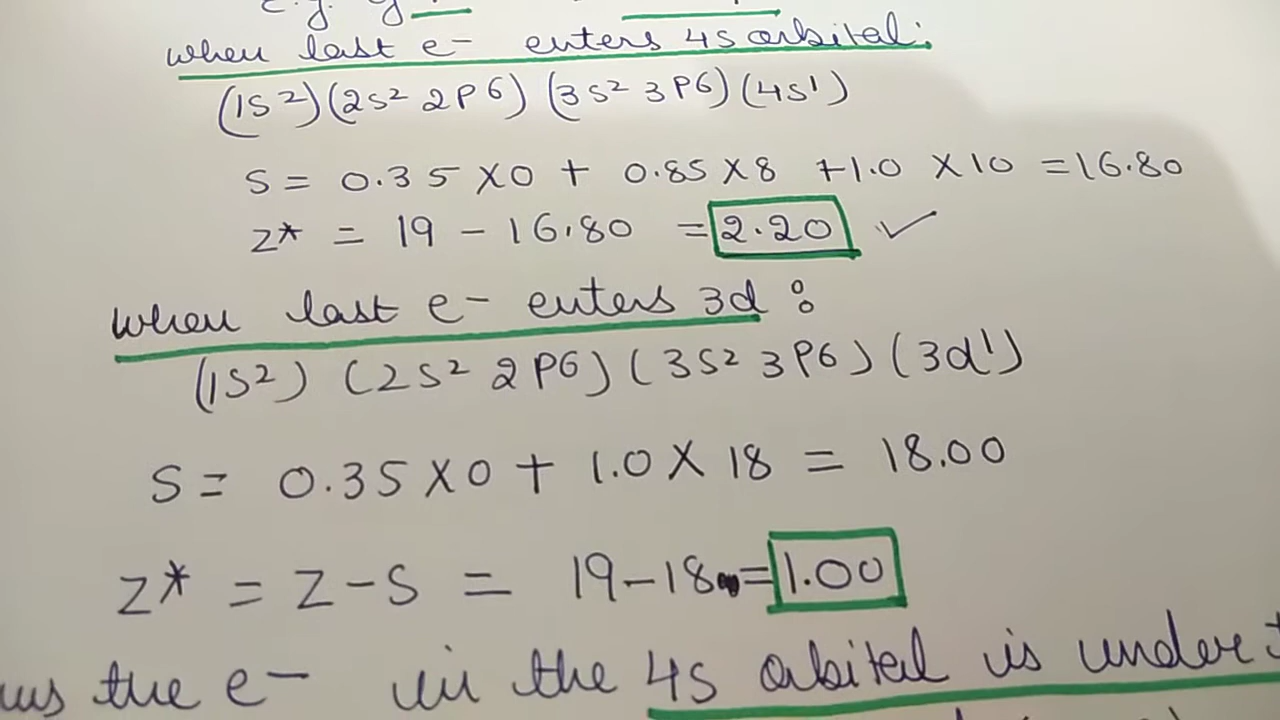 when last e- enters 4s orbital:
(1s²)(2s² 2p6)(3s² 3p6)(4s¹)
S = 0.35 X0 + 0.85 X 8 +1.0 X 10 = 16.80
Z* = 19 - 16.80 = 2.20 ✓
when last e- enters 3d :
(1s²) (2s² 2p6) (3s² 3p6) (3d¹)
S = 0.35 X 0 + 1.0 X 18 = 18.00
Z* = Z - S = 19 - 18 = 1.00
the e- in the 4s orbital is under